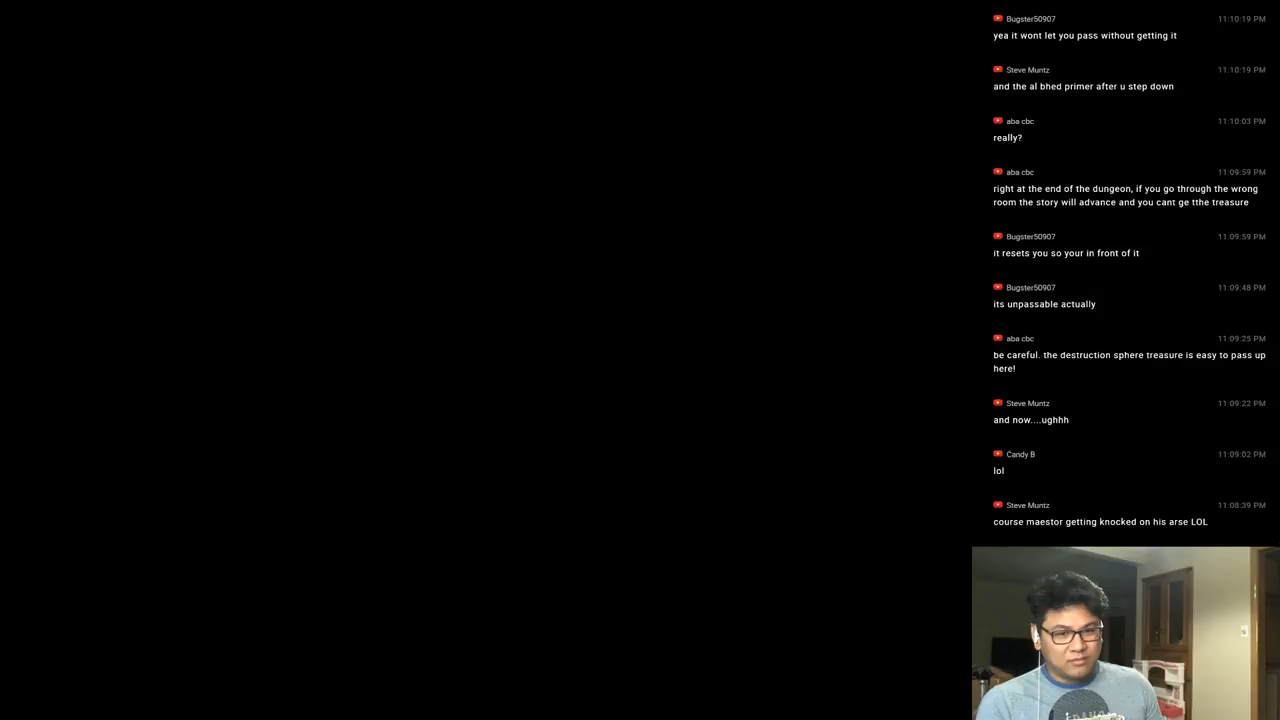 Bugster50907 11:10:19 PM
yea it wont let you pass without getting it
Steve Muntz 11:10:19 PM
and the al bhed primer after u step down
aba cbc 11:10:03 PM
really?
aba cbc 11:09:59 PM
right at the end of the dungeon, if you go through the wrong
room the story will advance and you cant ge tthe treasure
Bugster50907 11:09:59 PM
it resets you so your in front of it
Bugster50907 11:09:48 PM
its unpassable actually
aba cbc 11:09:25 PM
be careful. the destruction sphere treasure is easy to pass up
here!
Steve Muntz 11:09:22 PM
and now....ughhh
Candy B 11:09:02 PM
lol
Steve Muntz 11:08:39 PM
course maestor getting knocked on his arse LOL